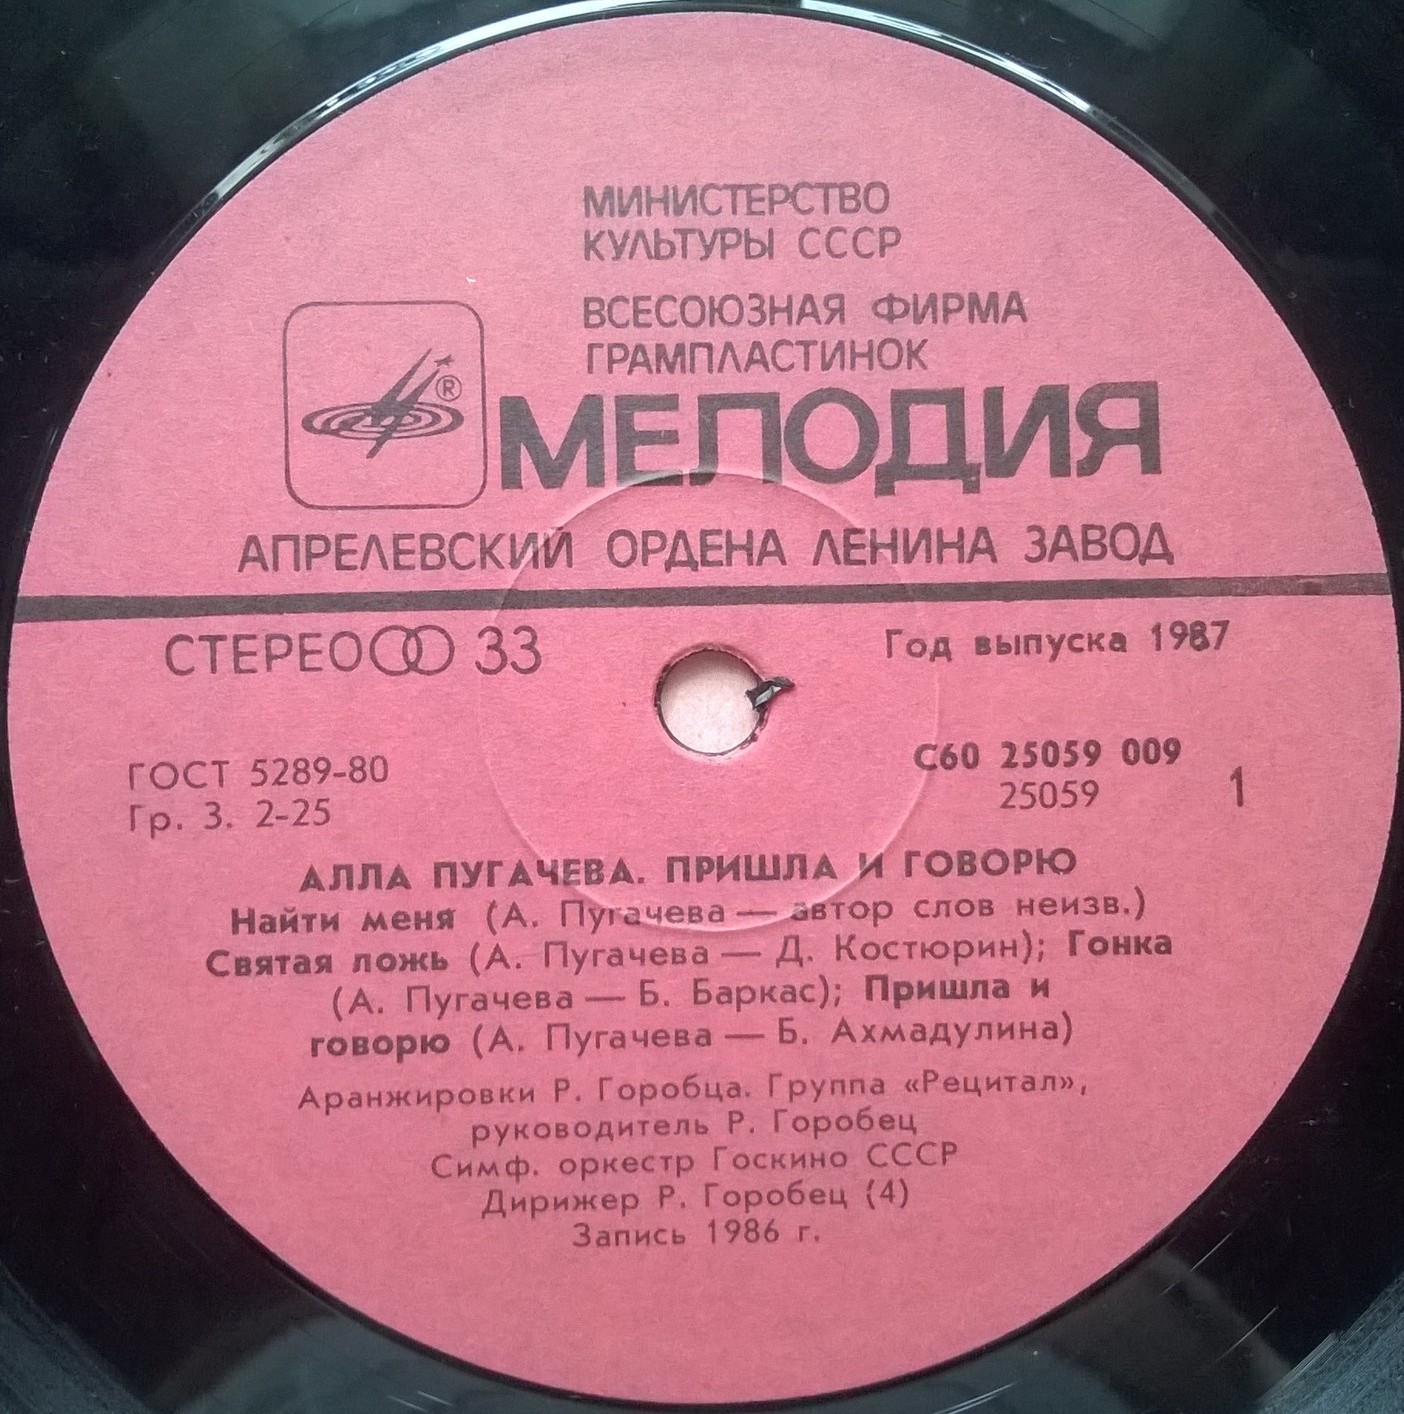 МИНИСТЕРСТВО
КУЛЬТУРЫ СССР
ВСЕСОЮЗНАЯ ФИРМА
ГРАМПЛАСТИНОК
®
МЕЛОДИЯ
АПРЕЛЕВСКИЙ ОРДЕНА ЛЕНИНА ЗАВОД
СТЕРЕО 33
Год выпуска 1987
ГОСТ 5289-80
Гр. 3. 2-25
С60 25059 009
25059
1
АЛЛА ПУГАЧЕВА. ПРИШЛА И ГОВОРЮ
Найти меня (А. Пугачева — автор слов неизв.)
Святая ложь (А. Пугачева — Д. Костюрин); Гонка
(А. Пугачева — Б. Баркас); Пришла и
говорю (А. Пугачева — Б. Ахмадулина)
Аранжировки Р. Горобца. Группа «Рецитал»,
руководитель Р. Горобец
Симф. оркестр Госкино СССР
Дирижер Р. Горобец (4)
Запись 1986 г.